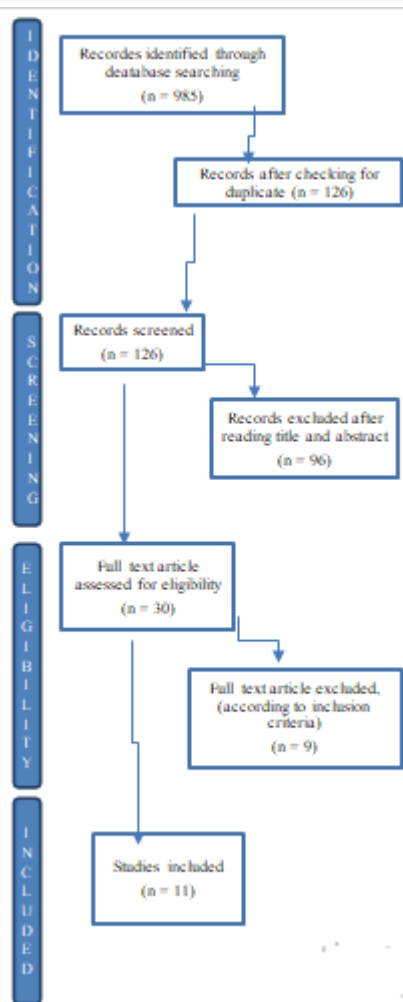 IDENTIFICATION
Recordes identified through
deatabase searching
(n = 985)
Records after checking for
duplicate (n = 126)
SCREENING
Records screened
(n = 126)
Records excluded after
reading title and abstract
(n = 96)
ELIGIBILITY
Full text article
assessed for eligibility
(n = 30)
Full text article excluded,
(according to inclusion
criteria)
(n = 9)
INCLUDED
Studies included
(n = 11)